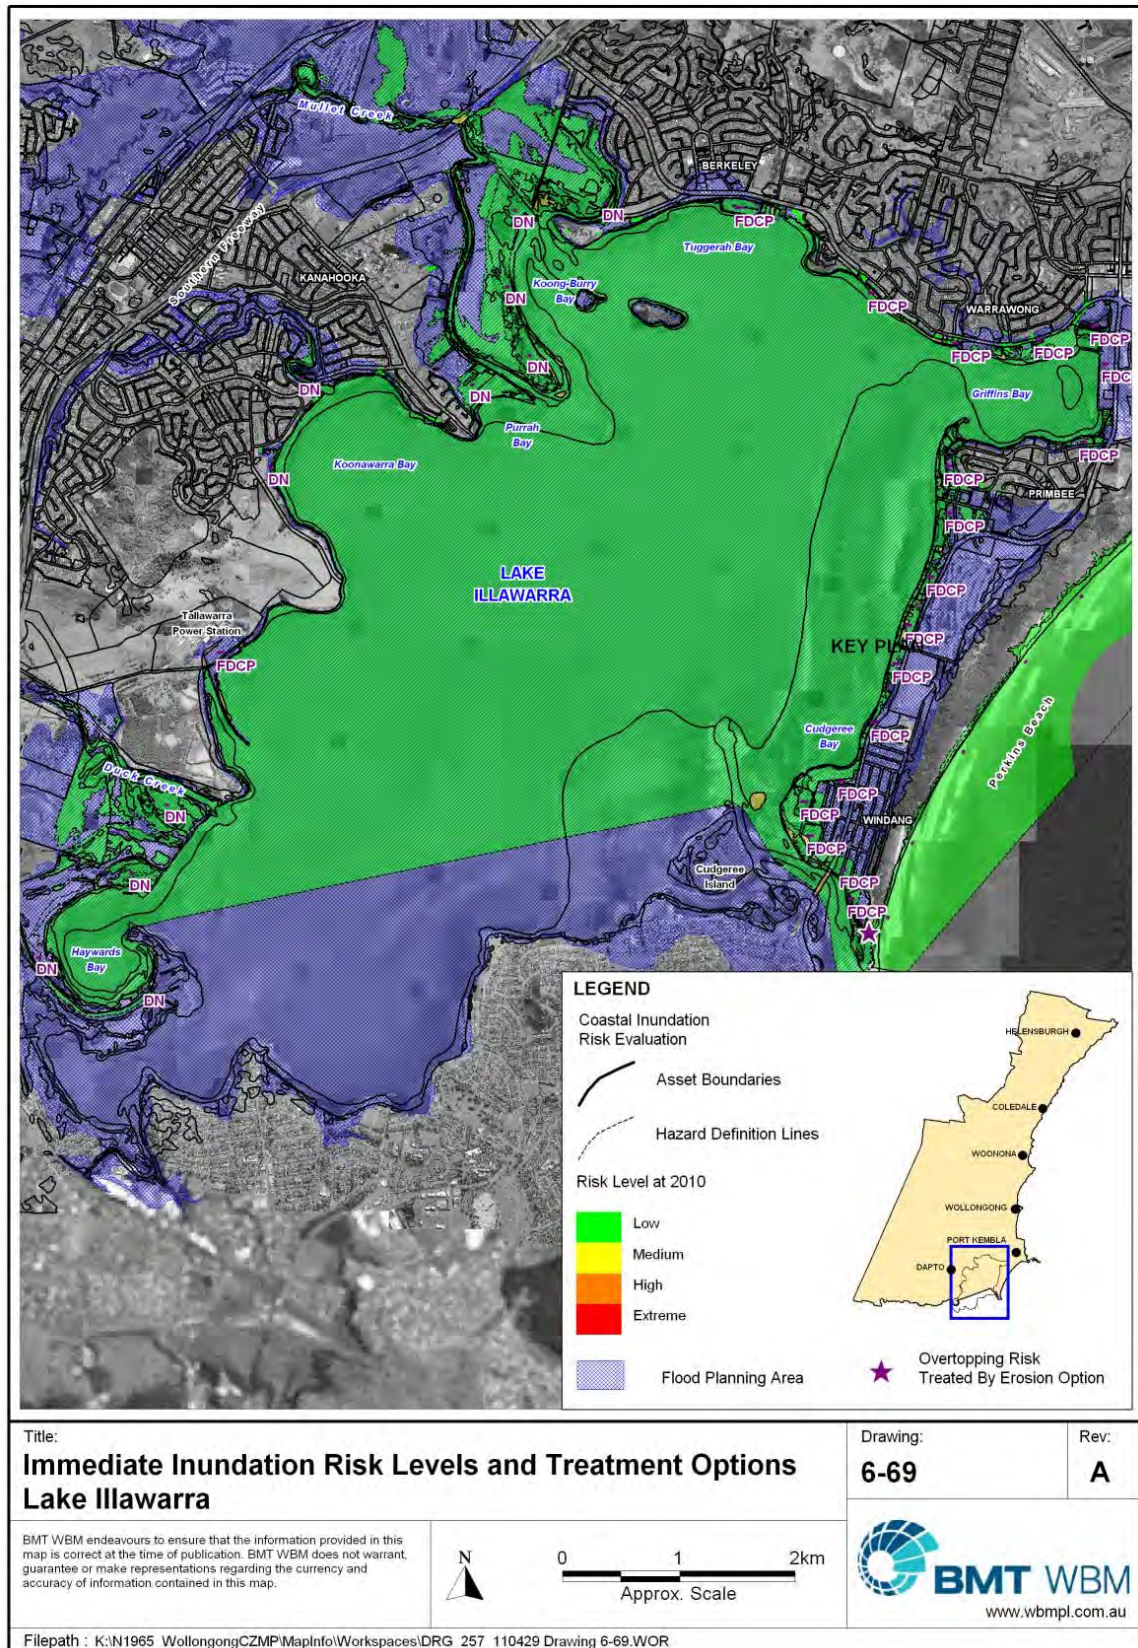 Mullet Creek
BERKELEY
Southern Freeway
DN
DN
FDCP
Tuggerah Bay
KANAHOOKA
Koong-Burry
Bay
DN
FDCP
WARRAWONG
FDCP
FDCP
FDCP
FDC
DN
DN
DN
Griffins Bay
Purrah
Bay
Koonawarra Bay
FDCP
DN
FDCP
PRIMBEE
FDCP
LAKE
ILLAWARRA
FDCP
Tallawarra
Power Station
FDCP
FDCP
KEY PLAN
FDCP
Perkins Beach
Cudgeree
Bay
FDCP
Duck Creek
FDCP
DN
FDCP
WINDANG
FDCP
Cudgeree
Island
DN
FDCP
FDCP
Haywards
Bay
DN
DN
LEGEND
Coastal Inundation
Risk Evaluation
Asset Boundaries
Hazard Definition Lines
Risk Level at 2010
Low
Medium
High
Extreme
Flood Planning Area
Overtopping Risk
Treated By Erosion Option
HELENSBURGH
COLEDALE
WOONONA
WOLLONGONG
PORT KEMBLA
DAPTO
Title:
Immediate Inundation Risk Levels and Treatment Options
Lake Illawarra
Drawing:
6-69
Rev:
A
BMT WBM endeavours to ensure that the information provided in this
map is correct at the time of publication. BMT WBM does not warrant,
guarantee or make representations regarding the currency and
accuracy of information contained in this map.
N
0 1 2km
Approx. Scale
BMT WBM
www.wbmpl.com.au
Filepath : K:\N1965_WollongongCZMP\MapInfo\Workspaces\DRG_257_110429 Drawing 6-69.WOR